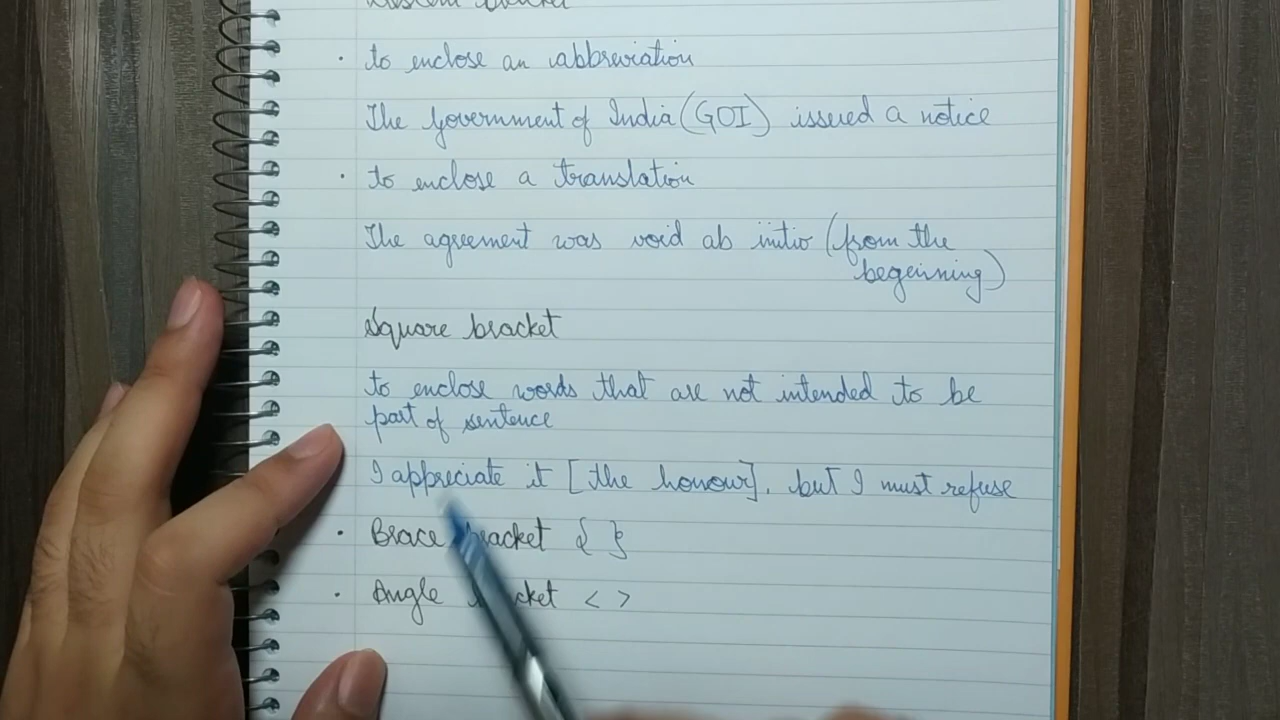 · to enclose an abbreviation
The Government of India (GOI) issued a notice
· to enclose a translation
The agreement was void ab initio (from the
beginning)
Square bracket
to enclose words that are not intended to be
part of sentence
I appreciate it [the honour], but I must refuse
· Brace bracket { }
· Angle bracket < >